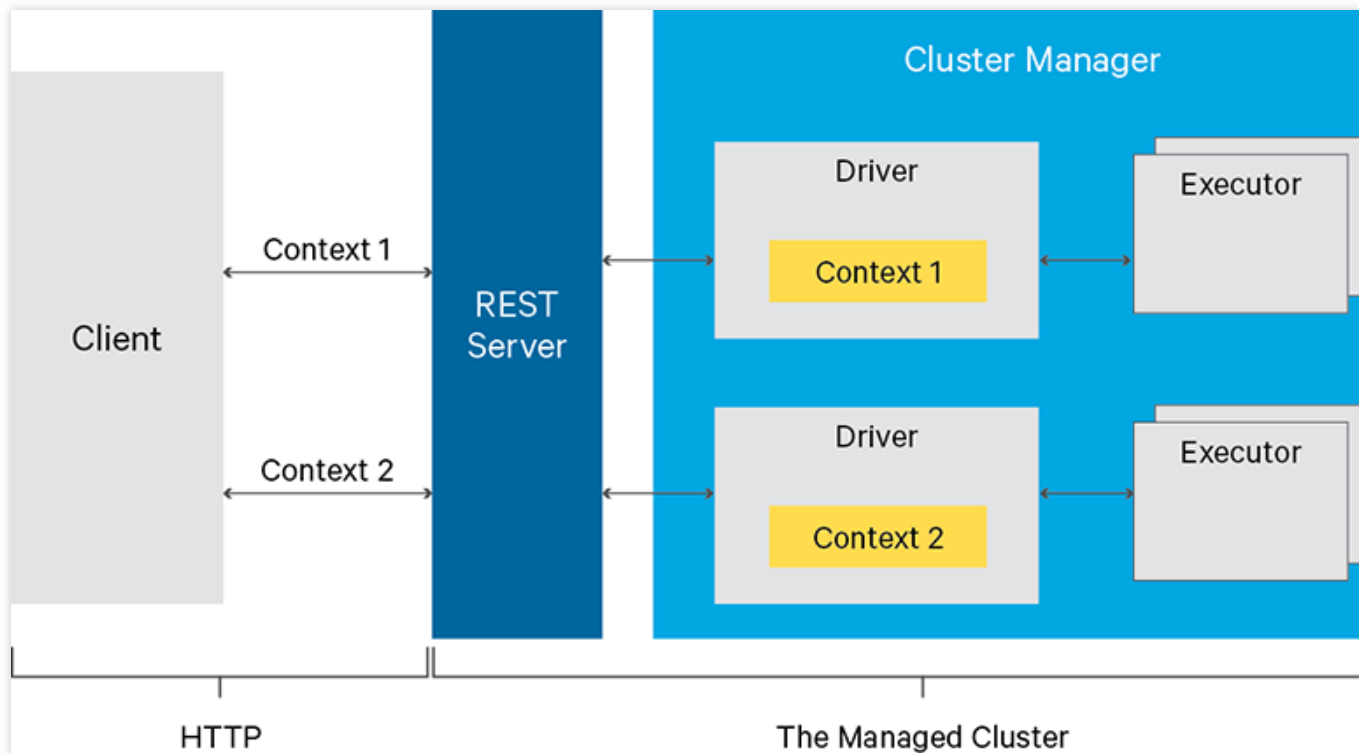 Cluster Manager
Driver
Executor
Context 1
Context 1
REST
Server
Client
Driver
Executor
Context 2
Context 2
HTTP
The Managed Cluster